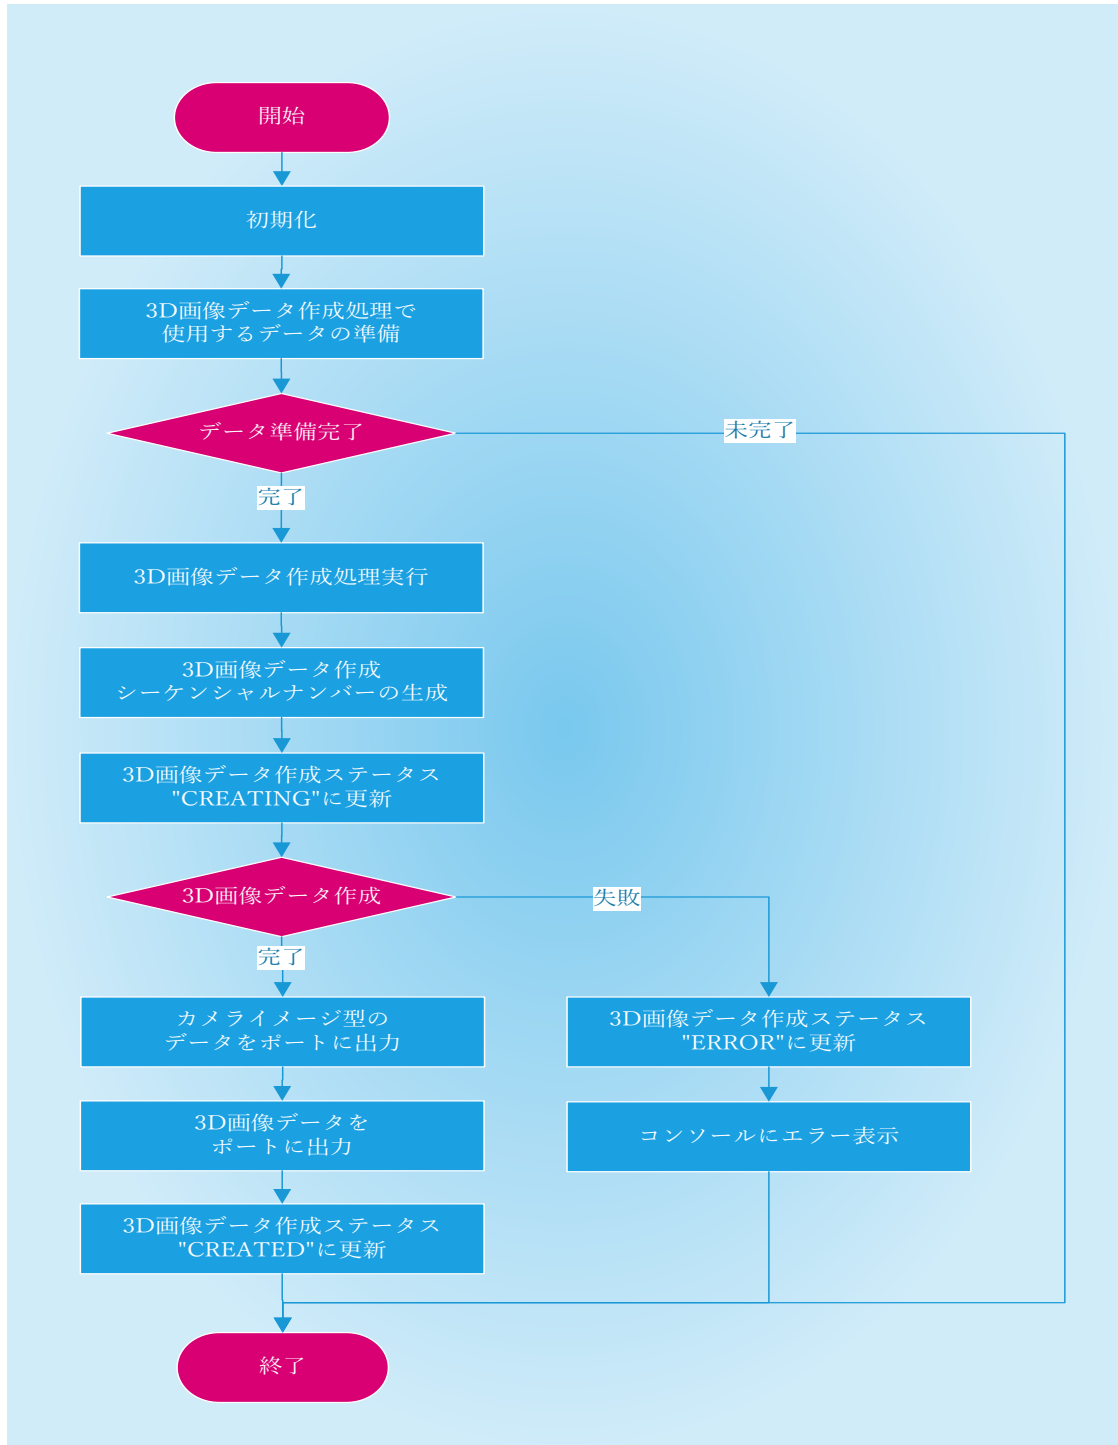 開始
初期化
3D画像データ作成処理で
使用するデータの準備
データ準備完了
未完了
完了
3D画像データ作成処理実行
3D画像データ作成
シーケンシャルナンバーの生成
3D画像データ作成ステータス
"CREATING"に更新
3D画像データ作成
失敗
完了
カメライメージ型の
データをポートに出力
3D画像データ作成ステータス
"ERROR"に更新
3D画像データを
ポートに出力
コンソールにエラー表示
3D画像データ作成ステータス
"CREATED"に更新
終了